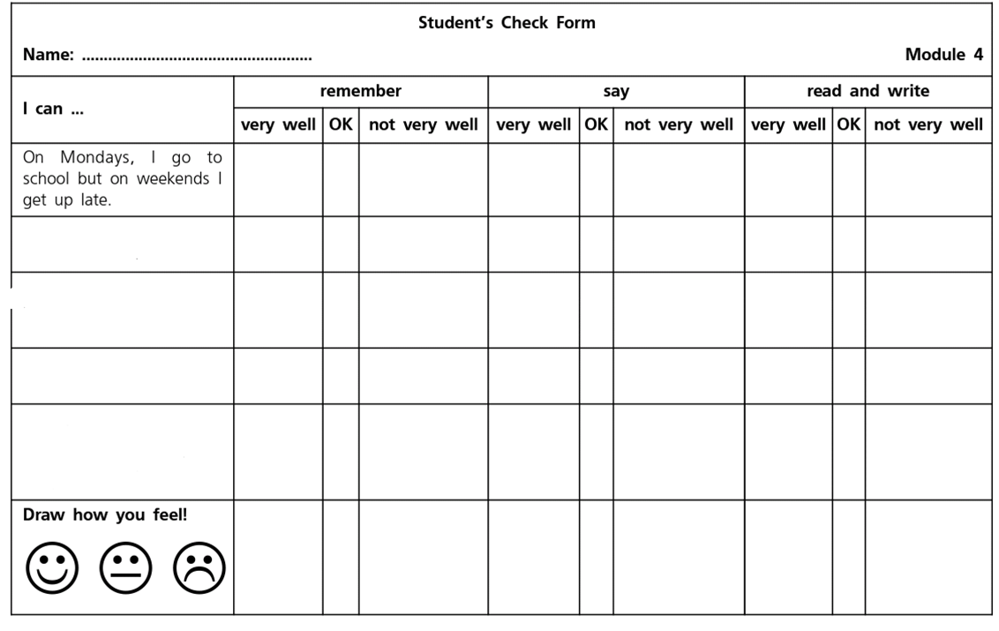 Student's Check Form
Name: ..................................................... Module 4
I can ... remember say read and write
very well OK not very well very well OK not very well very well OK not very well
On Mondays, I go to
school but on weekends I
get up late.
Draw how you feel!